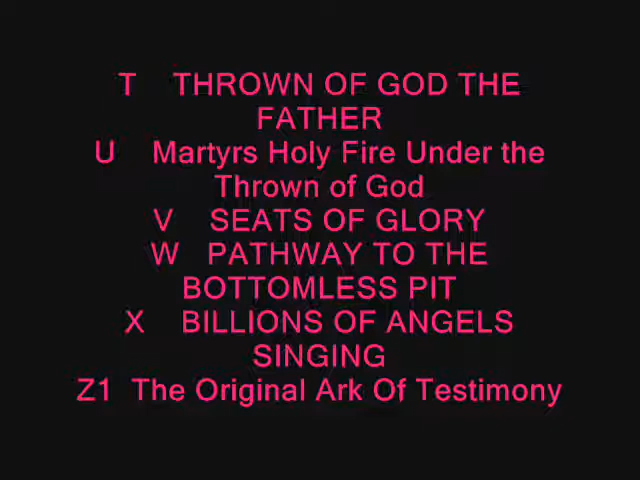 T THROWN OF GOD THE
FATHER
U Martyrs Holy Fire Under the
Thrown of God
V SEATS OF GLORY
W PATHWAY TO THE
BOTTOMLESS PIT
X BILLIONS OF ANGELS
SINGING
Z1 The Original Ark Of Testimony